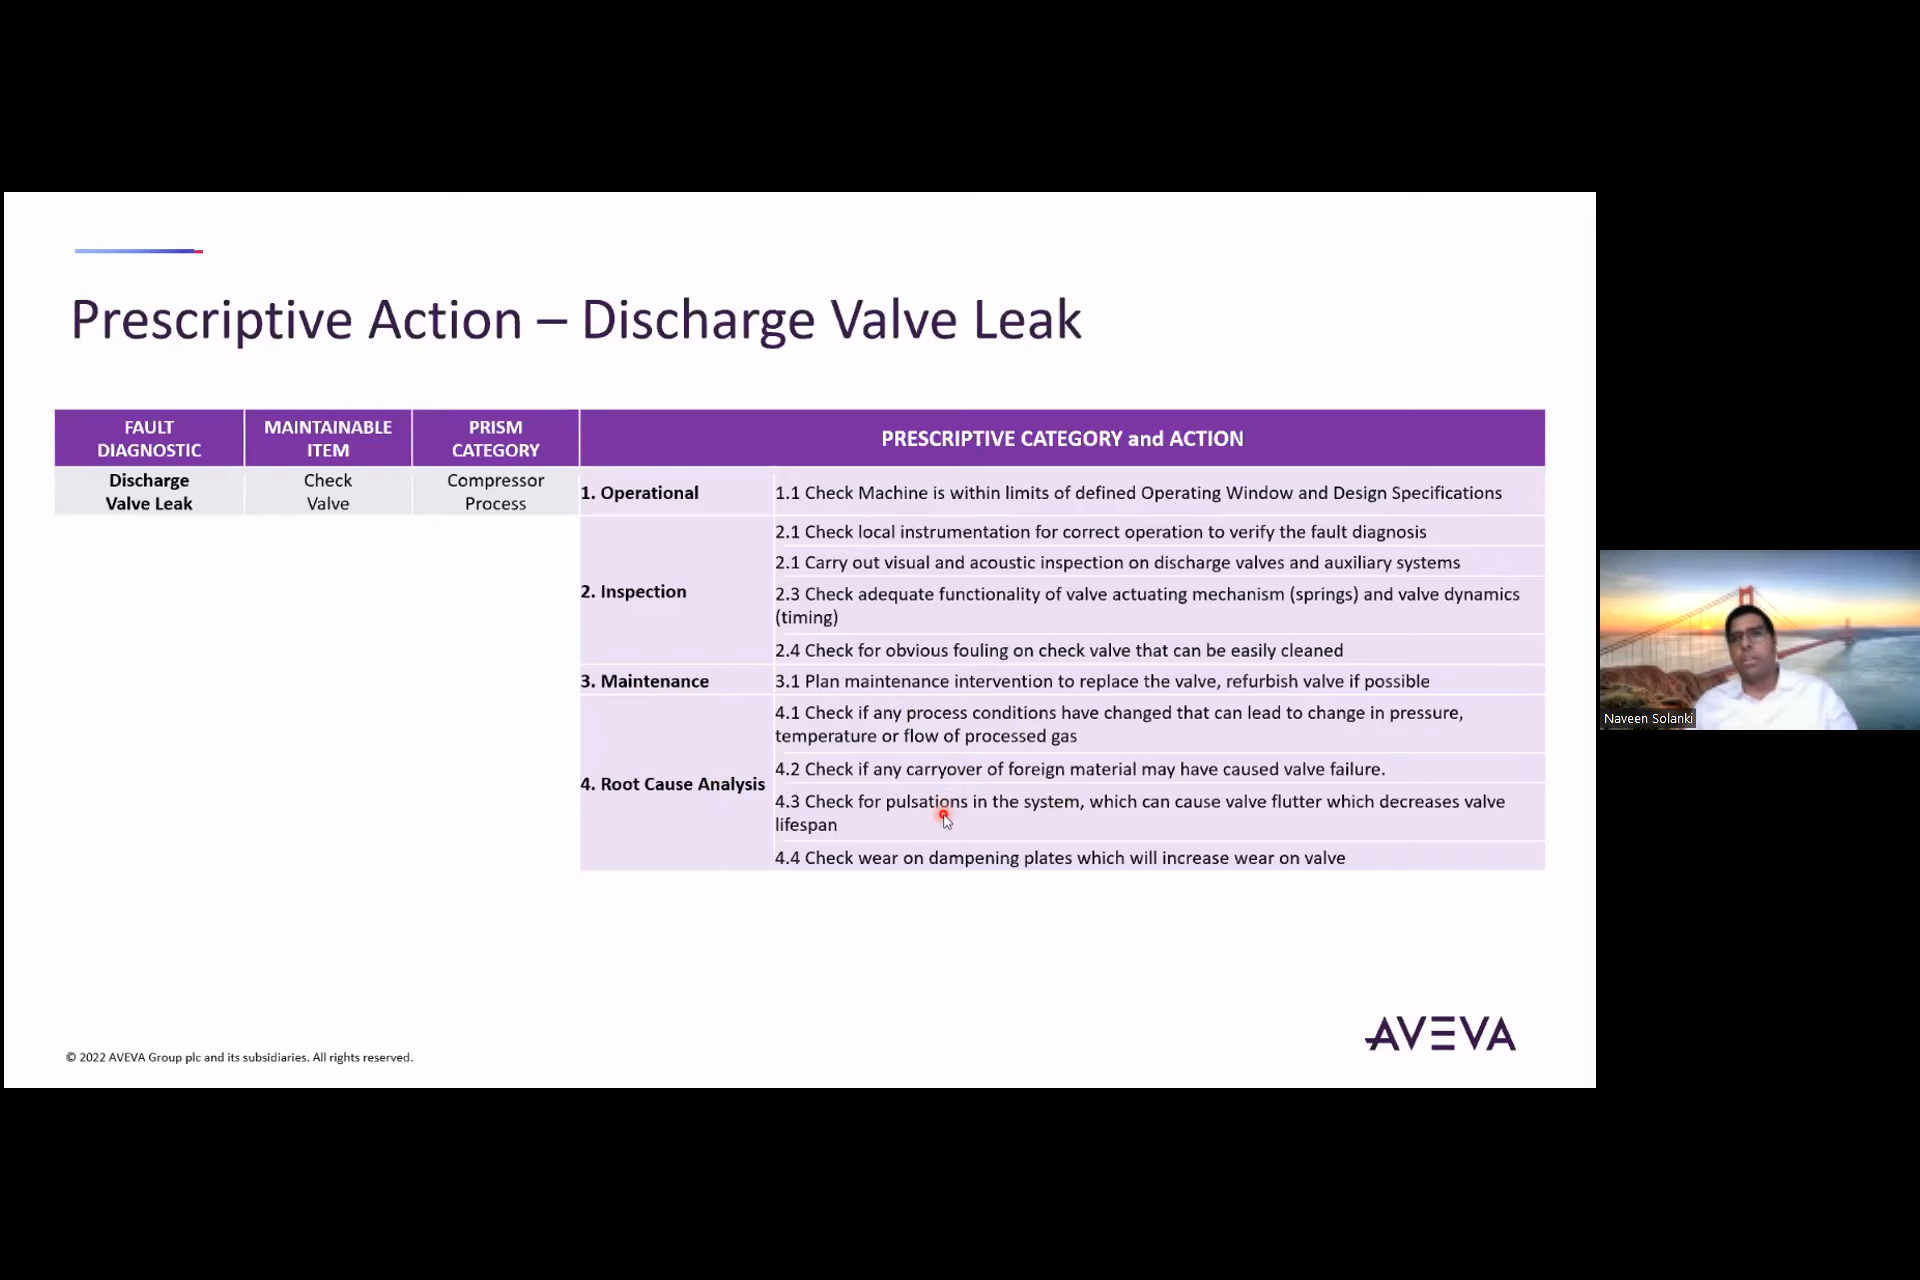 Prescriptive Action – Discharge Valve Leak
FAULT
DIAGNOSTIC
MAINTAINABLE
ITEM
PRISM
CATEGORY
PRESCRIPTIVE CATEGORY and ACTION
Discharge
Valve Leak
Check
Valve
Compressor
Process
1. Operational
1.1 Check Machine is within limits of defined Operating Window and Design Specifications
2. Inspection
2.1 Check local instrumentation for correct operation to verify the fault diagnosis
2.1 Carry out visual and acoustic inspection on discharge valves and auxiliary systems
2.3 Check adequate functionality of valve actuating mechanism (springs) and valve dynamics
(timing)
2.4 Check for obvious fouling on check valve that can be easily cleaned
3. Maintenance
3.1 Plan maintenance intervention to replace the valve, refurbish valve if possible
4. Root Cause Analysis
4.1 Check if any process conditions have changed that can lead to change in pressure,
temperature or flow of processed gas
4.2 Check if any carryover of foreign material may have caused valve failure.
4.3 Check for pulsations in the system, which can cause valve flutter which decreases valve
lifespan
4.4 Check wear on dampening plates which will increase wear on valve
Naveen Solanki
AVEVA
© 2022 AVEVA Group plc and its subsidiaries. All rights reserved.